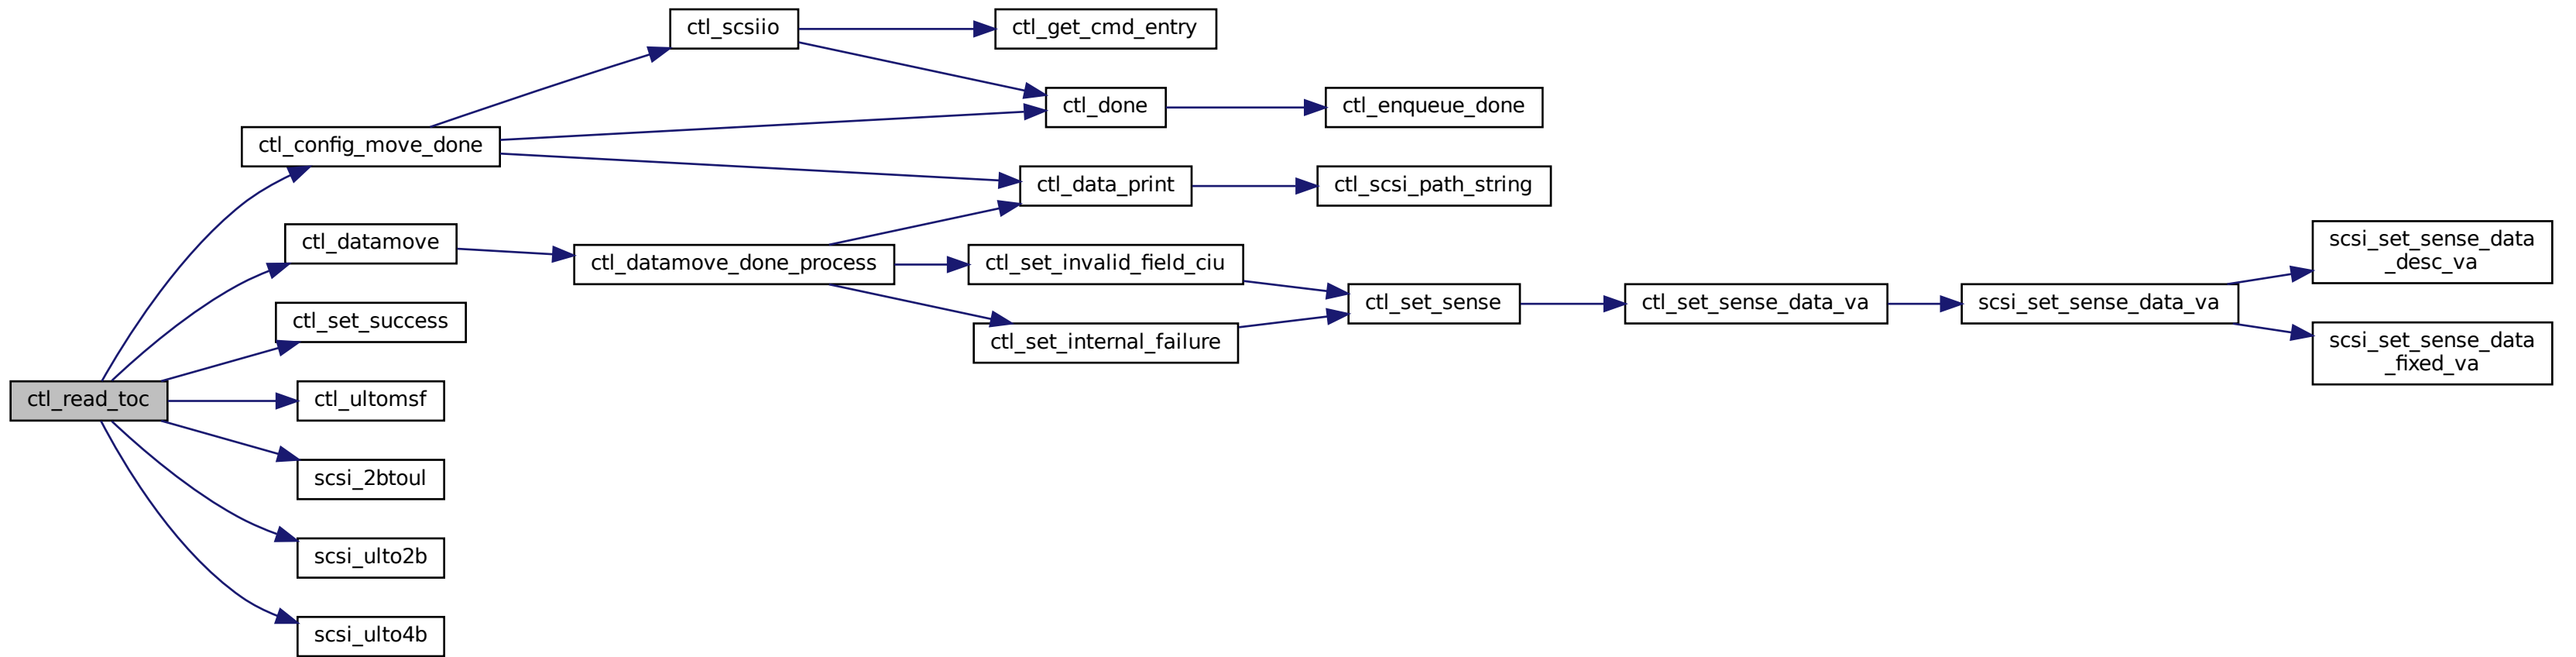 ctl_scsiio
ctl_get_cmd_entry
ctl_done
ctl_enqueue_done
ctl_config_move_done
ctl_data_print
ctl_scsi_path_string
ctl_datamove
ctl_datamove_done_process
ctl_set_invalid_field_ciu
scsi_set_sense_data
_desc_va
ctl_set_success
ctl_set_internal_failure
ctl_set_sense
ctl_set_sense_data_va
scsi_set_sense_data_va
scsi_set_sense_data
_fixed_va
ctl_read_toc
ctl_ultomsf
scsi_2btoul
scsi_ulto2b
scsi_ulto4b